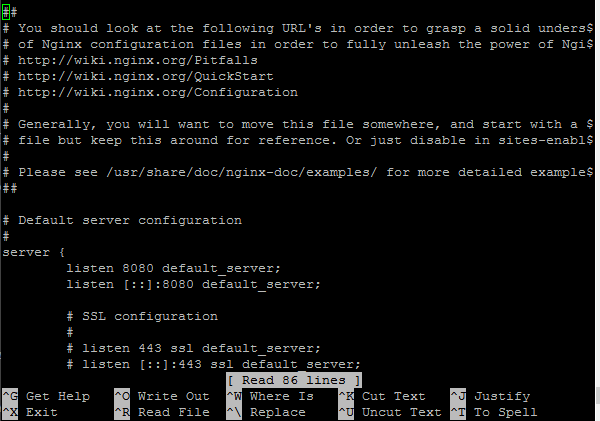 ##
# You should look at the following URL's in order to grasp a solid unders$
# of Nginx configuration files in order to fully unleash the power of Ngi$
# http://wiki.nginx.org/Pitfalls
# http://wiki.nginx.org/QuickStart
# http://wiki.nginx.org/Configuration
#
# Generally, you will want to move this file somewhere, and start with a $
# file but keep this around for reference. Or just disable in sites-enabl$
#
# Please see /usr/share/doc/nginx-doc/examples/ for more detailed example$
##

# Default server configuration
#
server {
        listen 8080 default_server;
        listen [::]:8080 default_server;

        # SSL configuration
        #
        # listen 443 ssl default_server;
        # listen [::]:443 ssl default_server;
[ Read 86 lines ]
^G Get Help   ^O Write Out  ^W Where Is   ^K Cut Text   ^J Justify
^X Exit       ^R Read File  ^\ Replace    ^U Uncut Text ^T To Spell